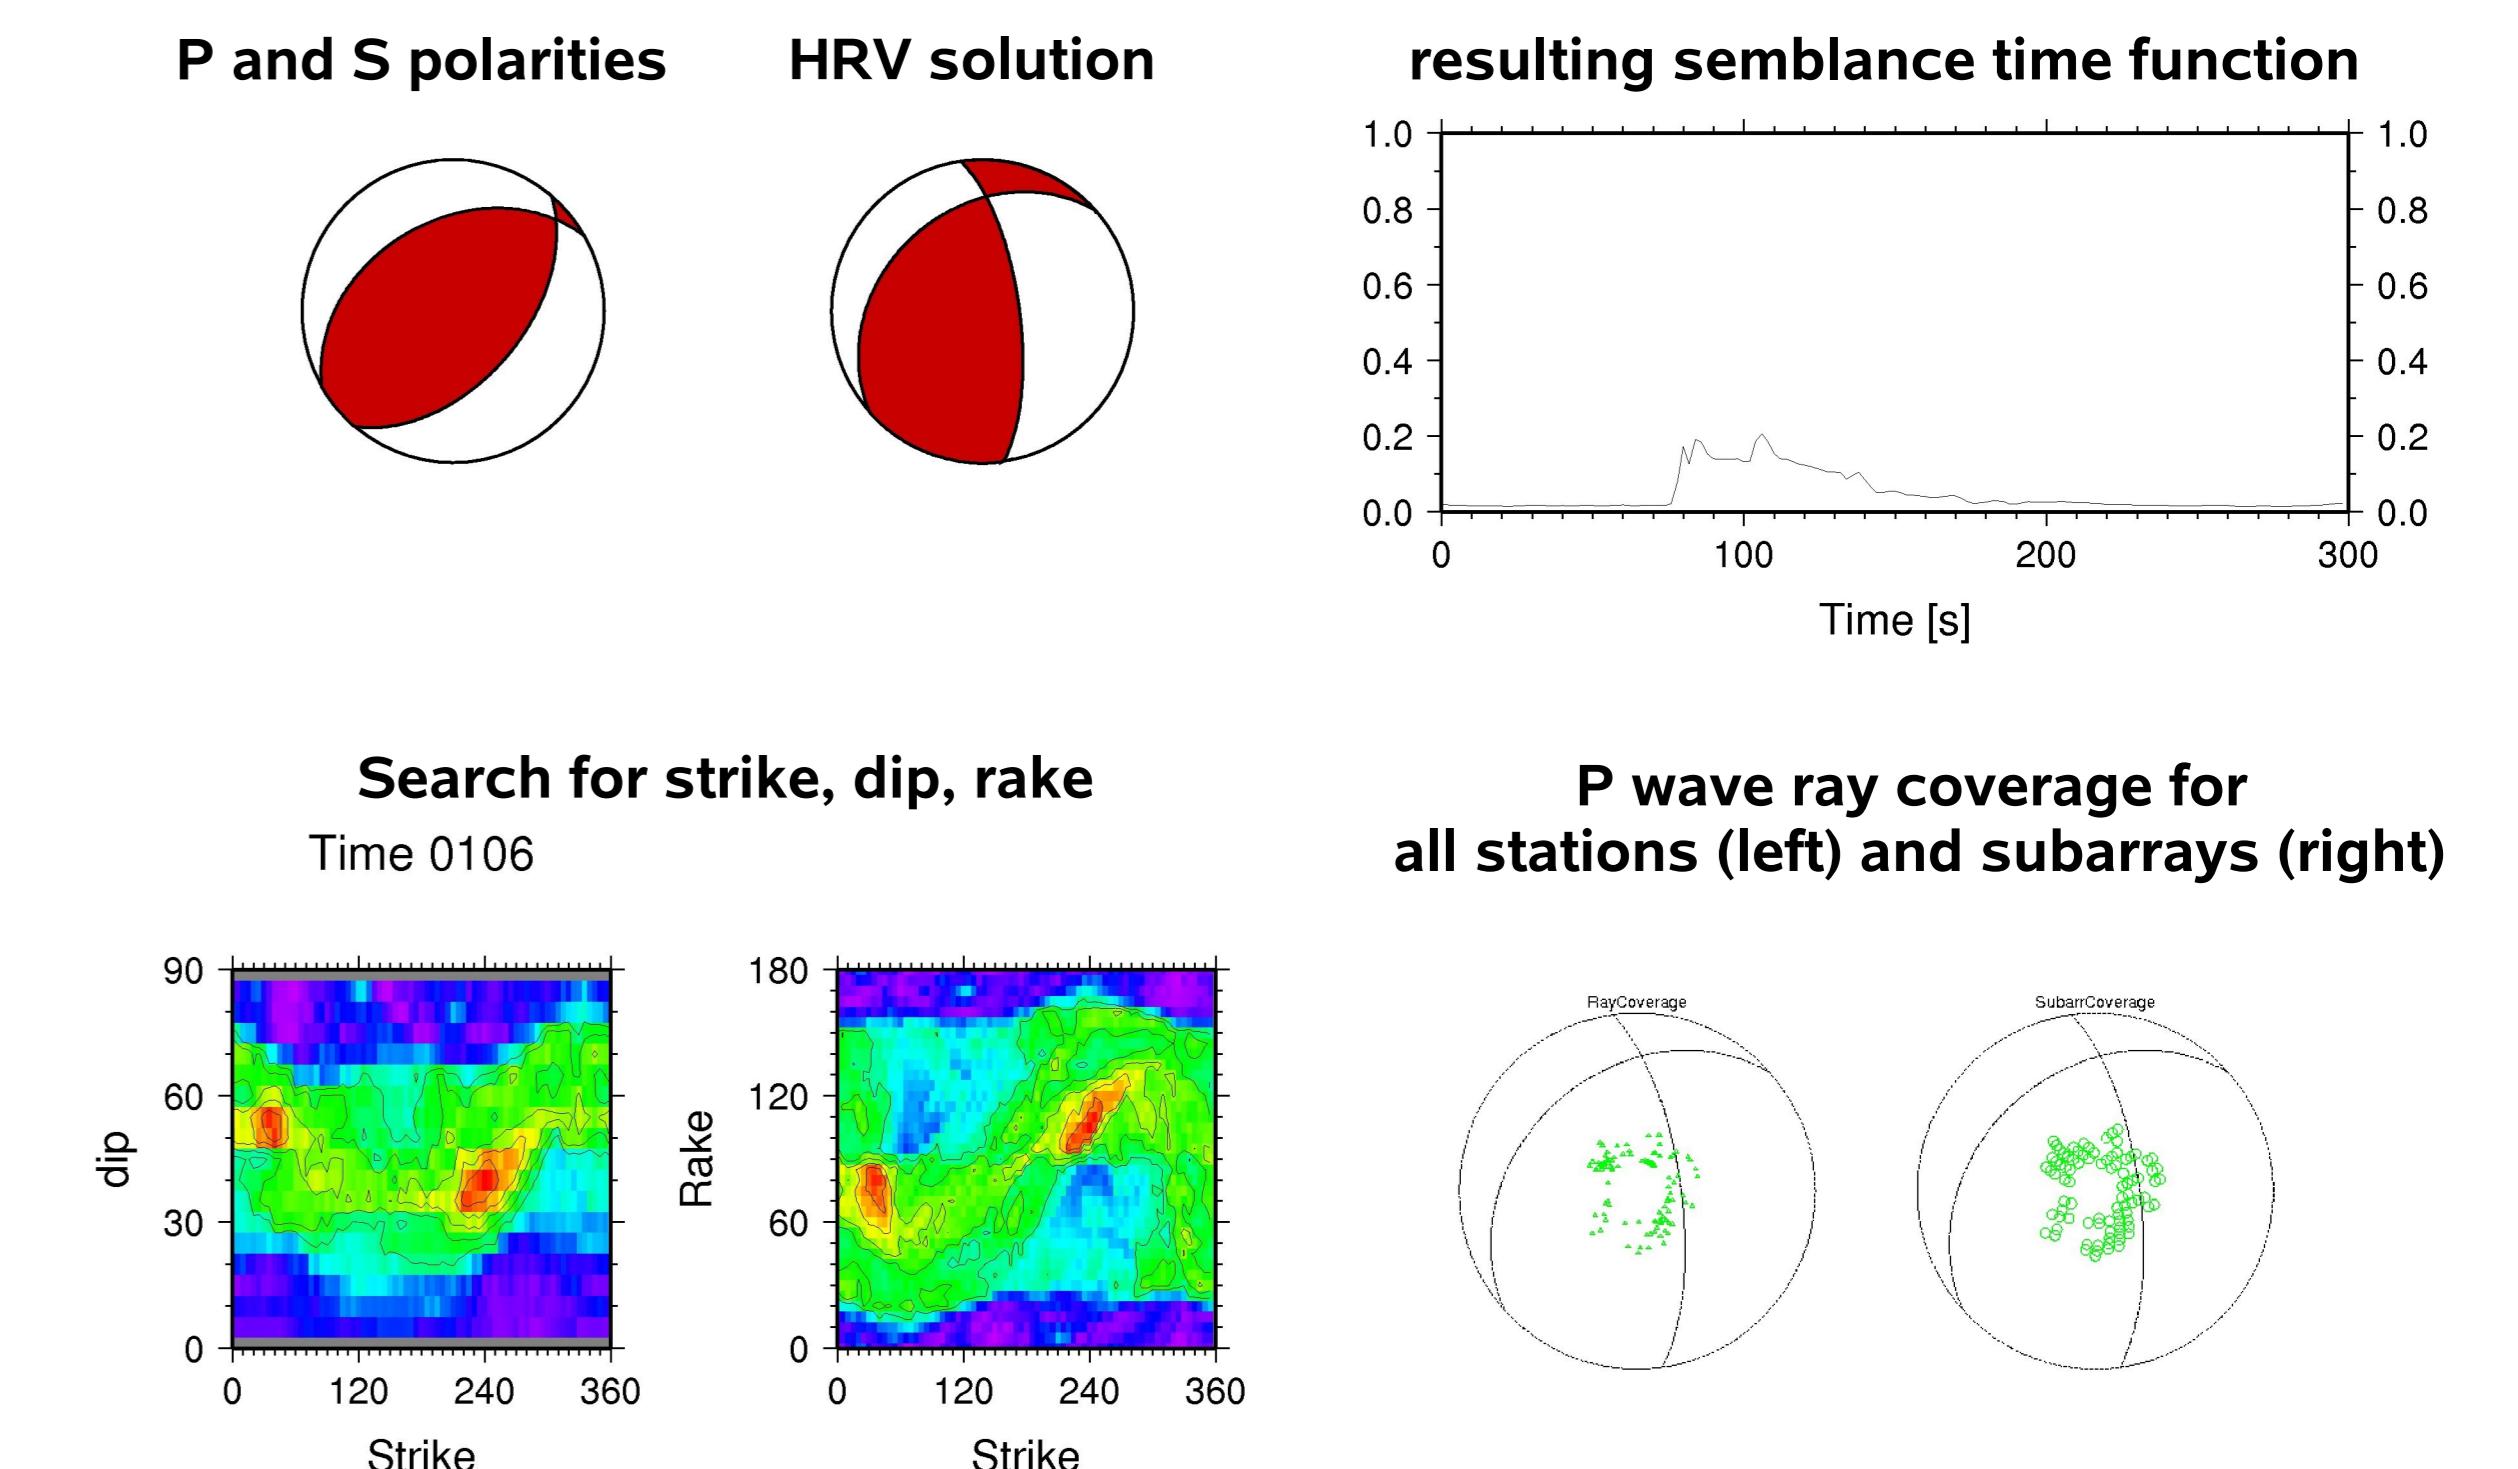 P and S polarities
HRV solution
resulting semblance time function
1.0 1.0
0.8 0.8
0.6 0.6
0.4 0.4
0.2 0.2
0.0 0.0
0 100 200 300
Time [s]
Search for strike, dip, rake
Time 0106
P wave ray coverage for
all stations (left) and subarrays (right)
90
60
30
0
dip
0 120 240 360
Strike
180
120
60
0
Rake
0 120 240 360
Strike
RayCoverage
SubarrCoverage